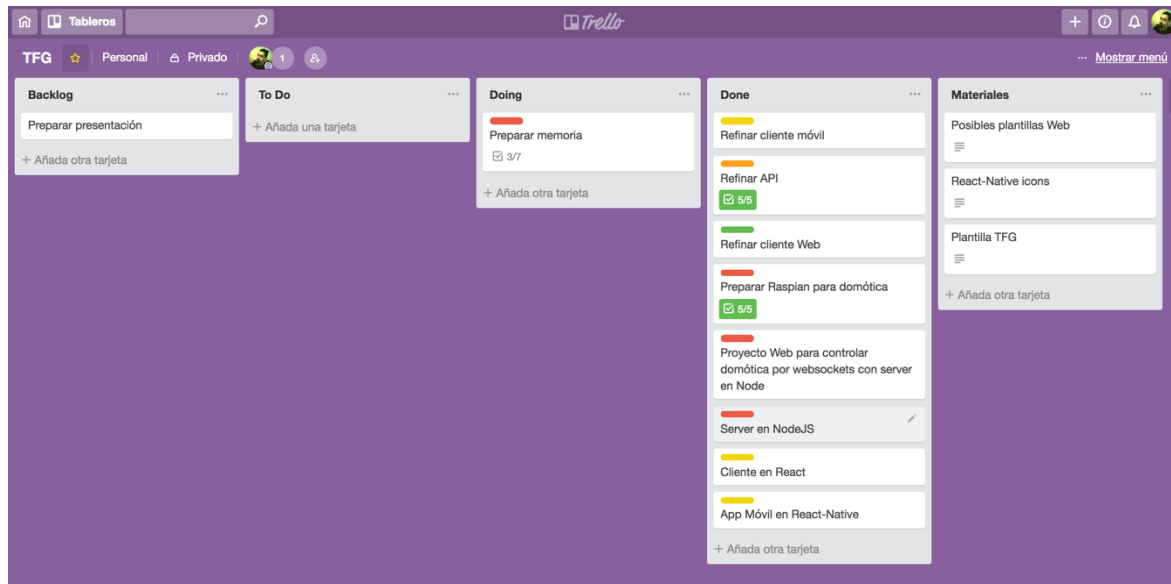 Tableros
Trello
TFG
Personal
Privado
1
... Mostrar menú
Backlog
Preparar presentación
+ Añada otra tarjeta
To Do
+ Añada una tarjeta
Doing
Preparar memoria
3/7
+ Añada otra tarjeta
Done
Refinar cliente móvil
Refinar API
5/5
Refinar cliente Web
Preparar Raspian para domótica
5/5
Proyecto Web para controlar
domótica por websockets con server
en Node
Server en NodeJS
Cliente en React
App Móvil en React-Native
+ Añada otra tarjeta
Materiales
Posibles plantillas Web
React-Native icons
Plantilla TFG
+ Añada otra tarjeta